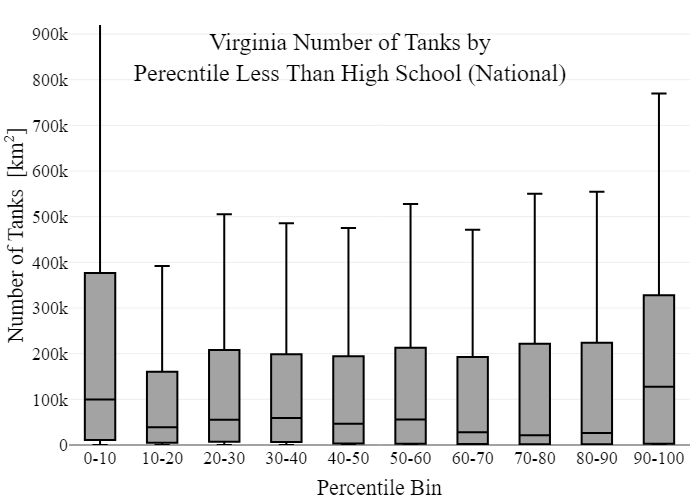 Virginia Number of Tanks by
Perecntile Less Than High School (National)
Number of Tanks [km²]
900k
800k
700k
600k
500k
400k
300k
200k
100k
0
0-10 10-20 20-30 30-40 40-50 50-60 60-70 70-80 80-90 90-100
Percentile Bin